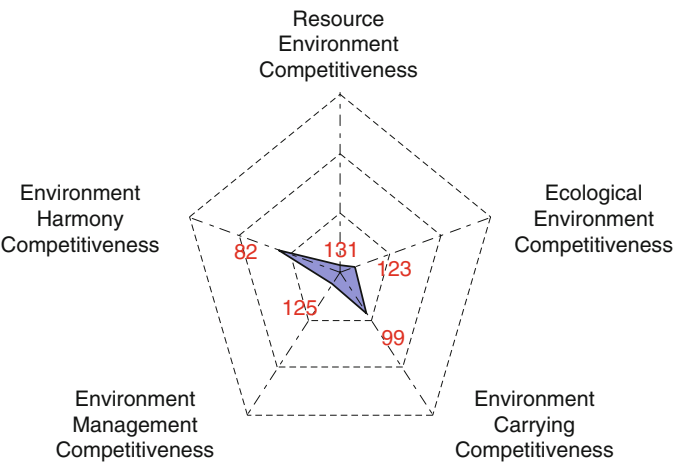 Resource
Environment
Competitiveness
Environment
Harmony
Competitiveness
Ecological
Environment
Competitiveness
82
131
123
125
99
Environment
Management
Competitiveness
Environment
Carrying
Competitiveness